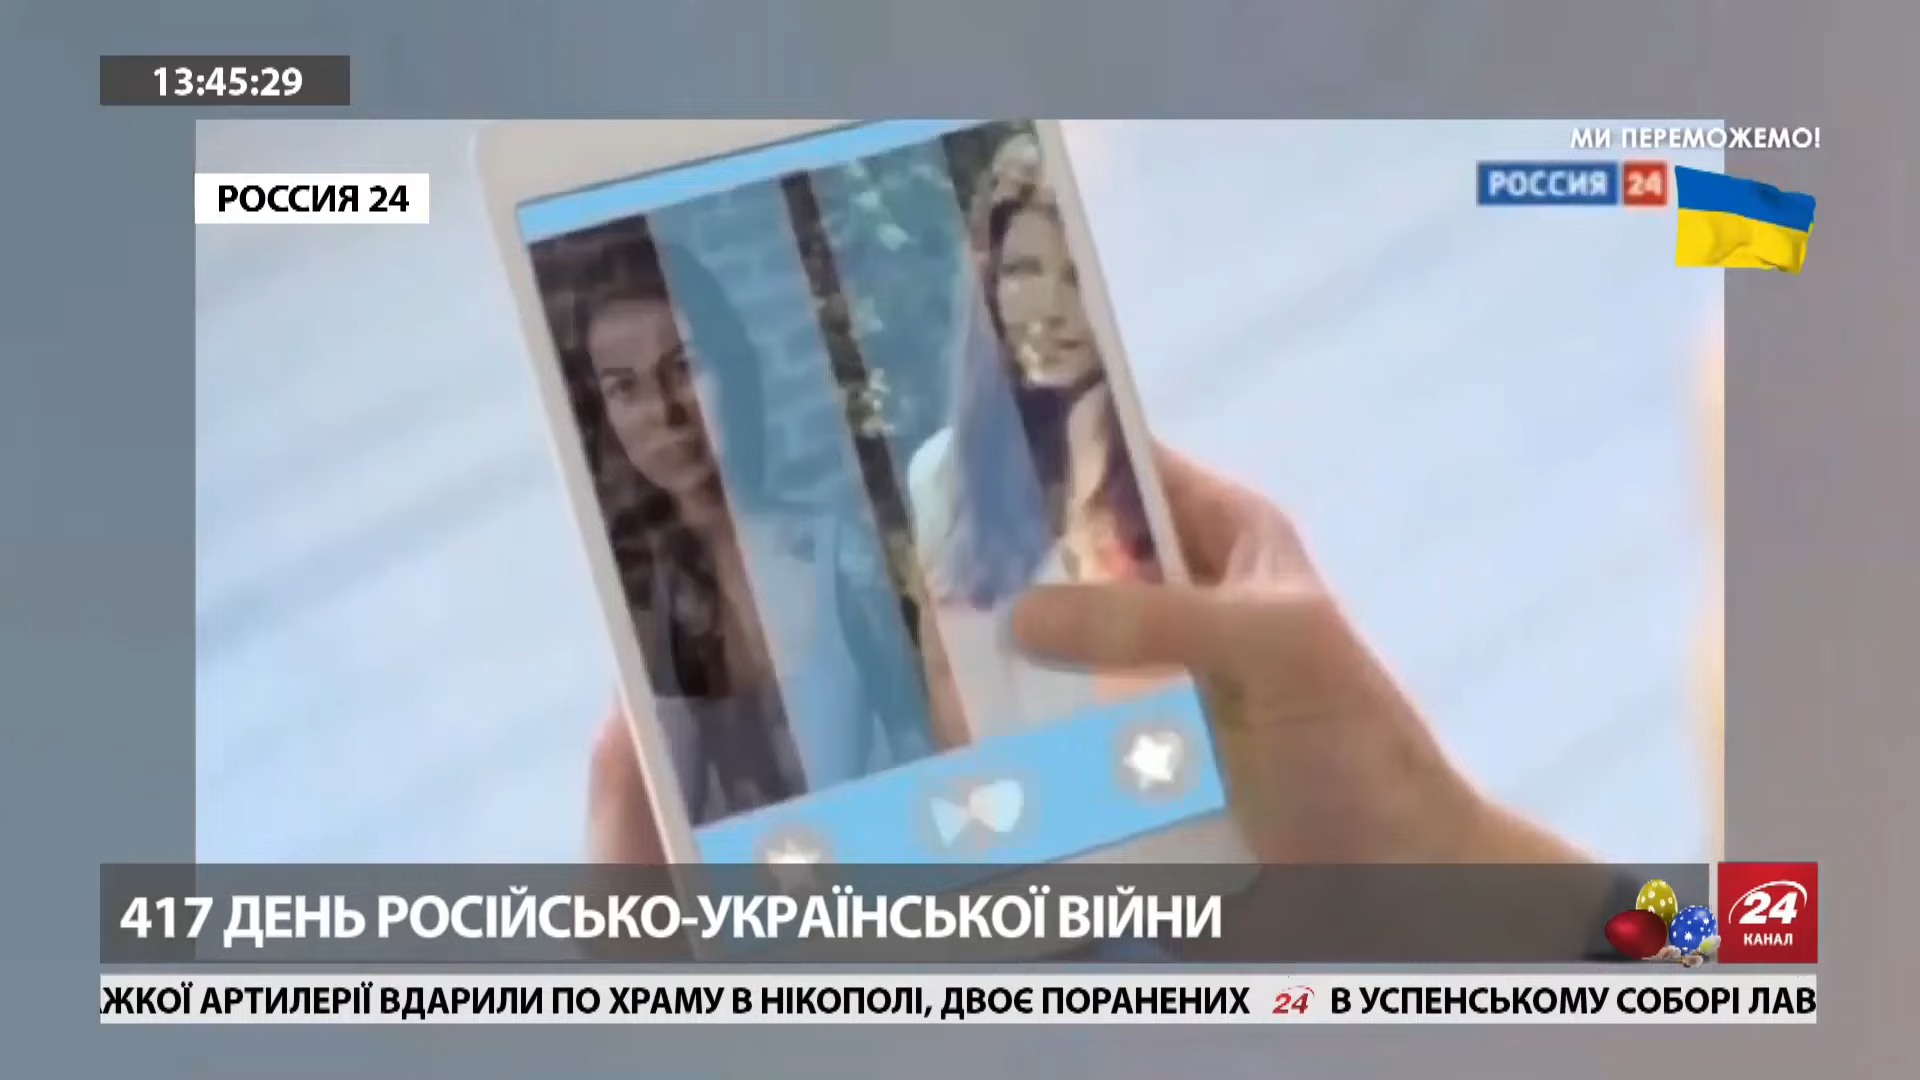 13:45:29
МИ ПЕРЕМОЖЕМО!
РОССИЯ 24
РОССИЯ 24
417 ДЕНЬ РОСІЙСЬКО-УКРАЇНСЬКОЇ ВІЙНИ
24
КАНАЛ
ЖКОЇ АРТИЛЕРІЇ ВДАРИЛИ ПО ХРАМУ В НІКОПОЛІ, ДВОЄ ПОРАНЕНИХ 24 В УСПЕНСЬКОМУ СОБОРІ ЛАВ